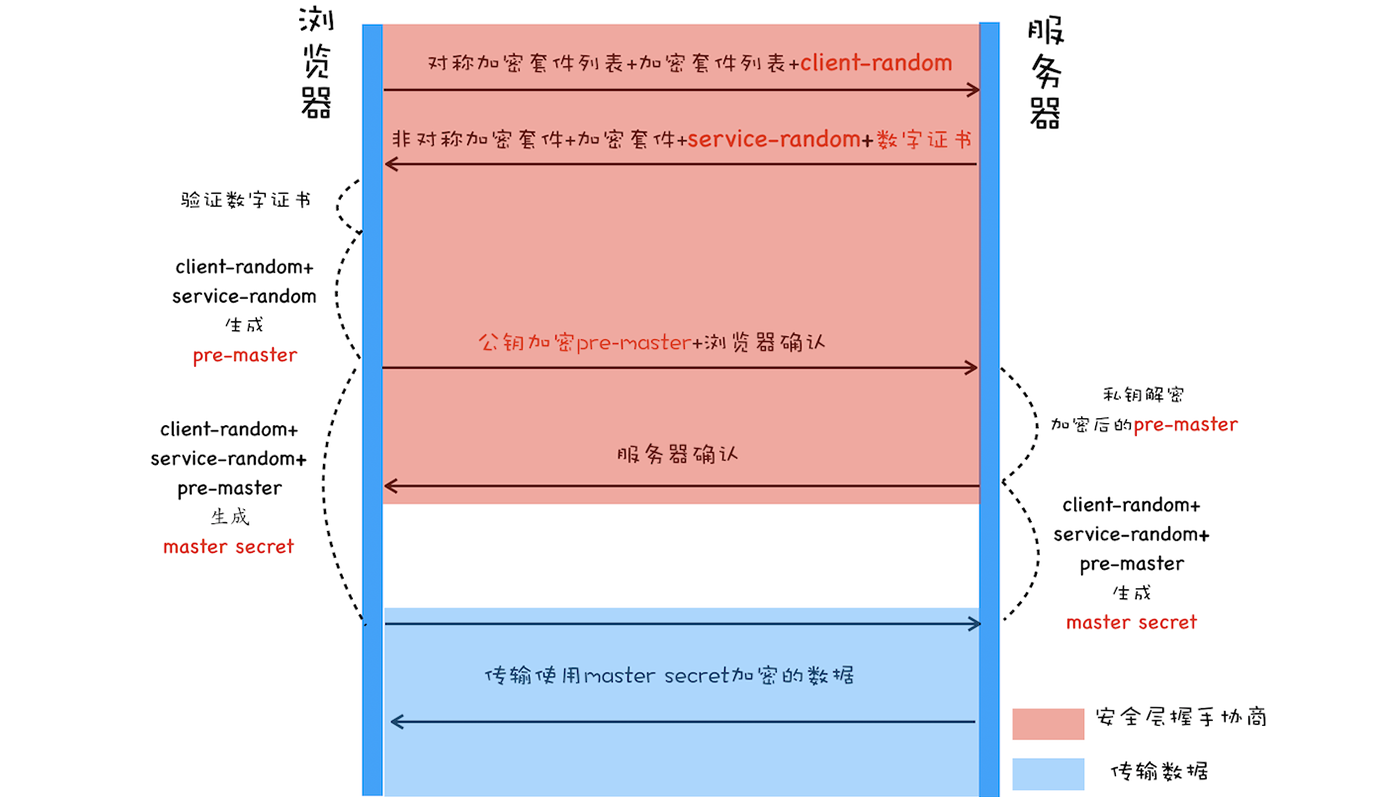 浏览器
服务器
对称加密套件列表+加密套件列表+client-random
非对称加密套件+加密套件+service-random+数字证书
验证数字证书
client-random+
service-random
生成
pre-master
公钥加密pre-master+浏览器确认
私钥解密
加密后的pre-master
client-random+
service-random+
pre-master
生成
master secret
服务器确认
client-random+
service-random+
pre-master
生成
master secret
传输使用master secret加密的数据
安全层握手协商
传输数据